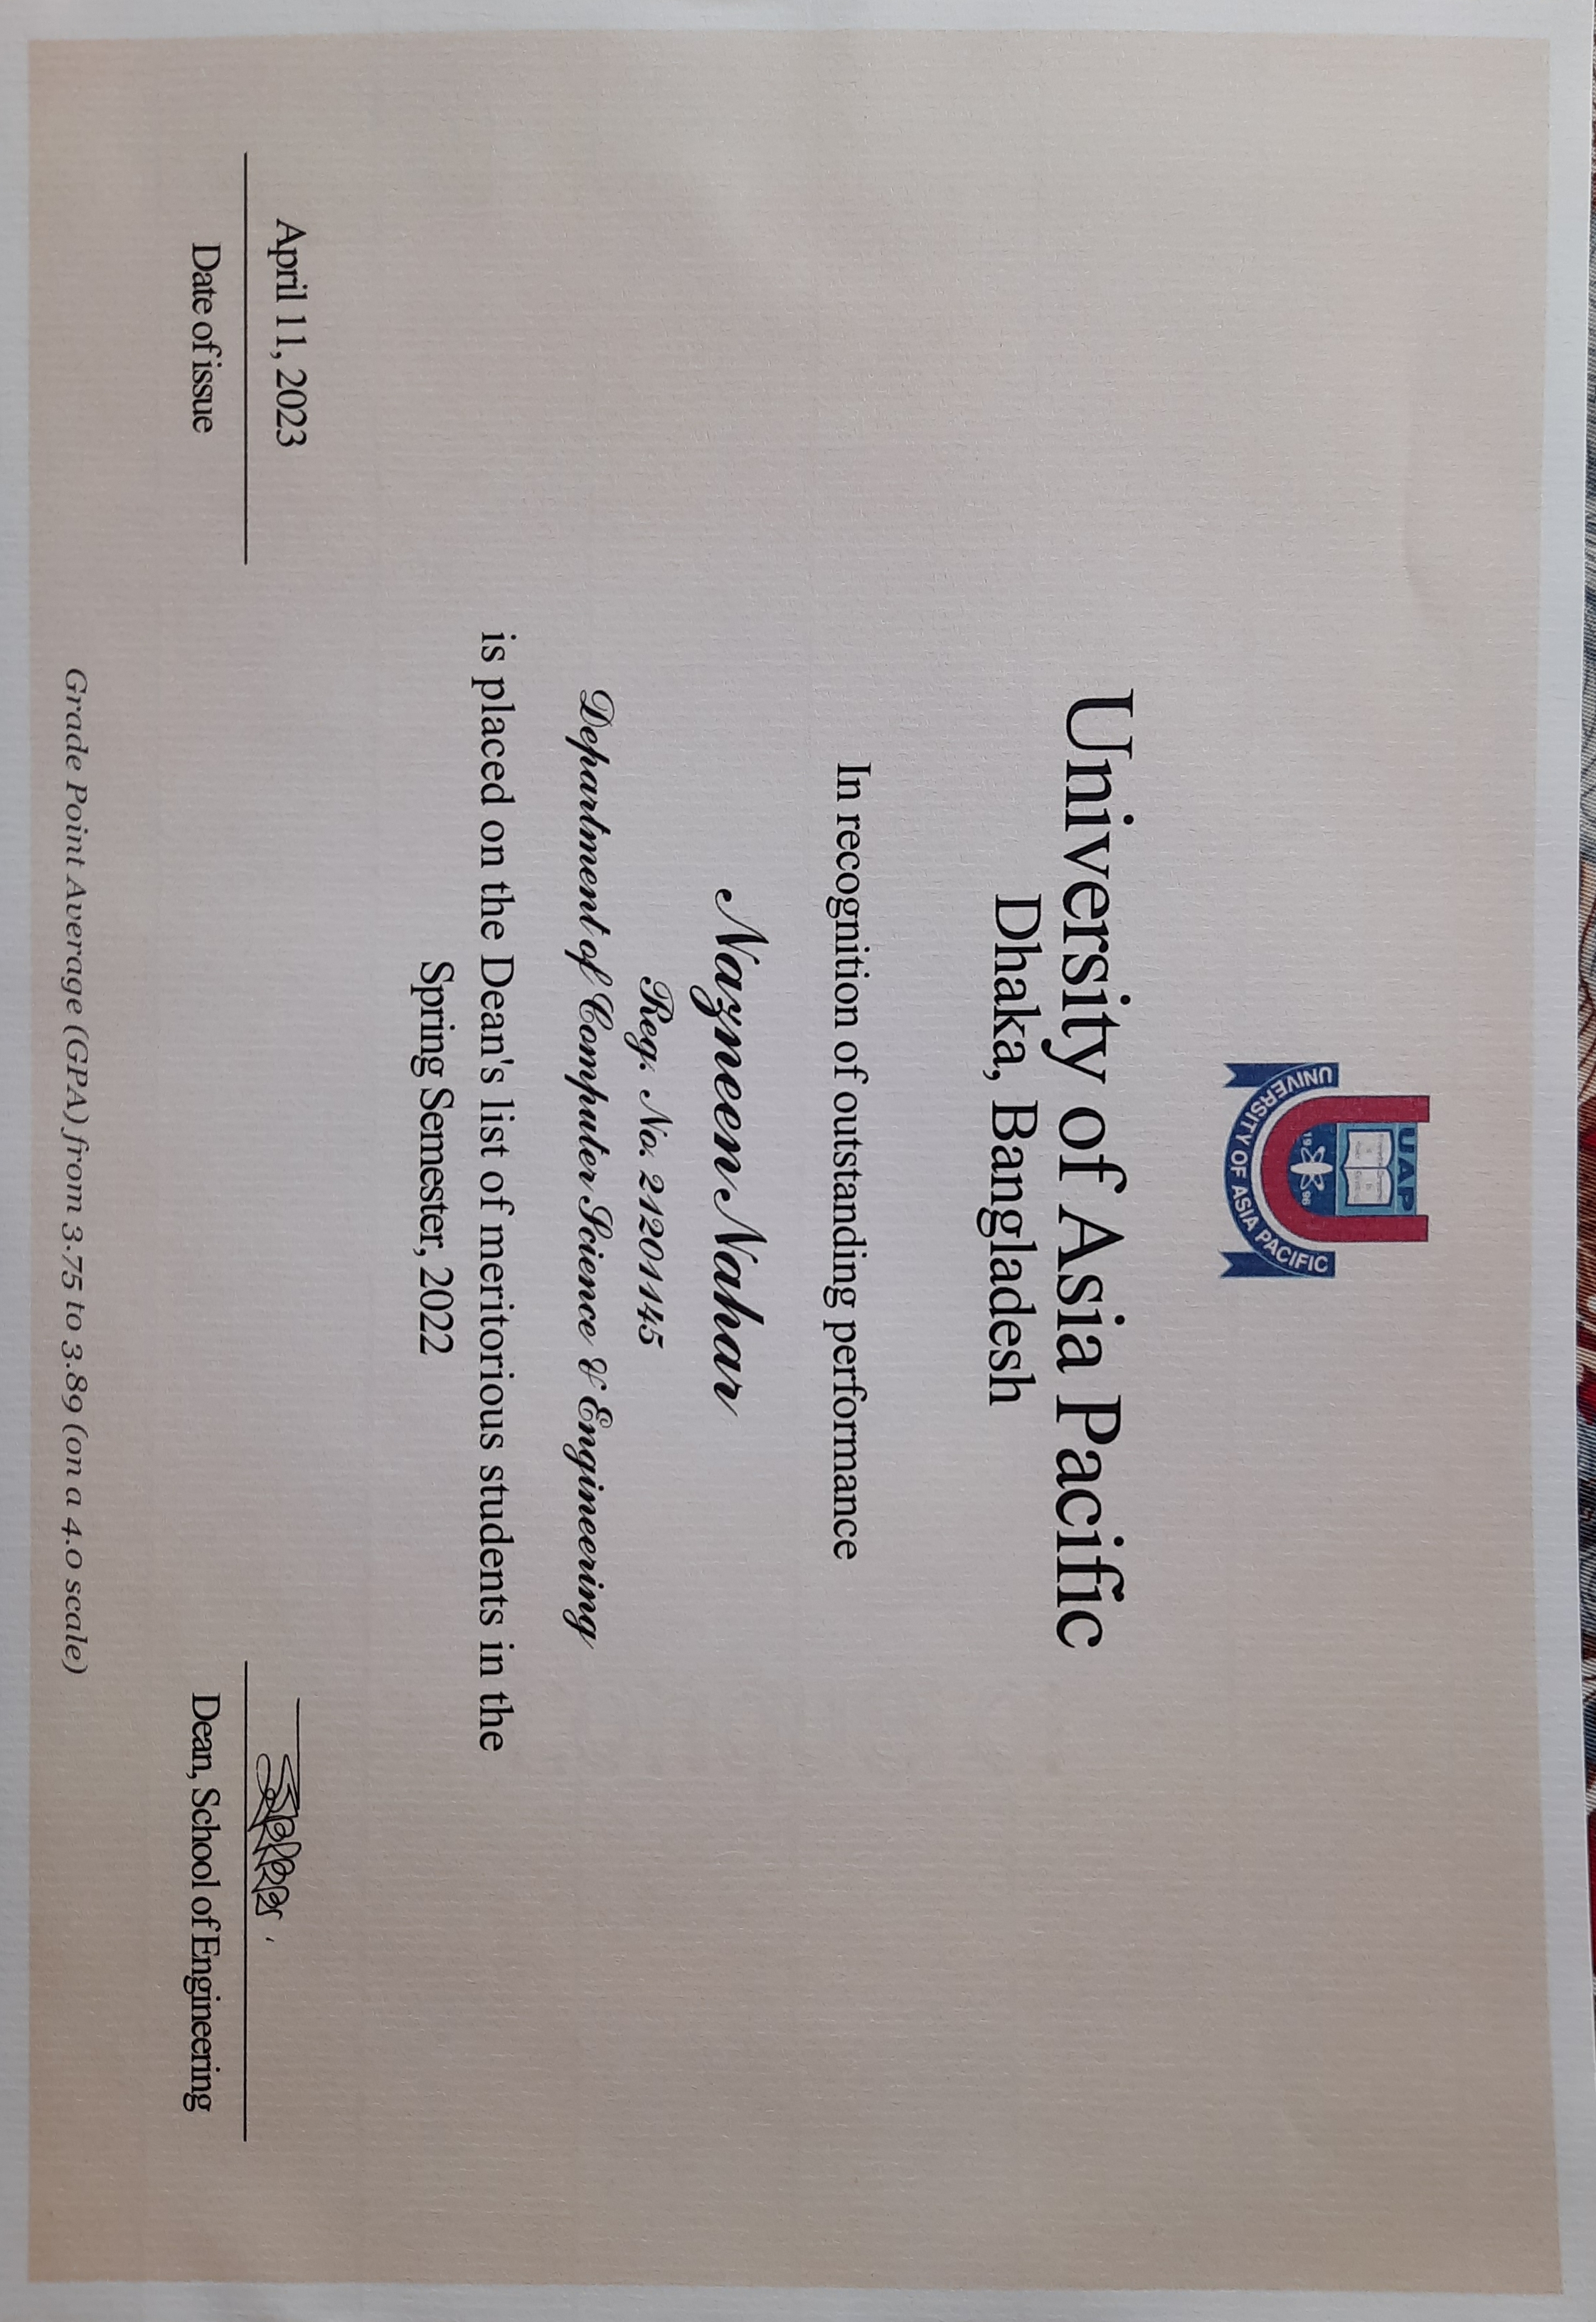 UAP
19 96
UNIVERSITY OF ASIA PACIFIC
University of Asia Pacific
Dhaka, Bangladesh
In recognition of outstanding performance
Nazneen Nahar
Reg. No. 21201145
Department of Computer Science & Engineering
is placed on the Dean's list of meritorious students in the
Spring Semester, 2022
April 11, 2023
Date of issue
Dean, School of Engineering
Grade Point Average (GPA) from 3.75 to 3.89 (on a 4.0 scale)